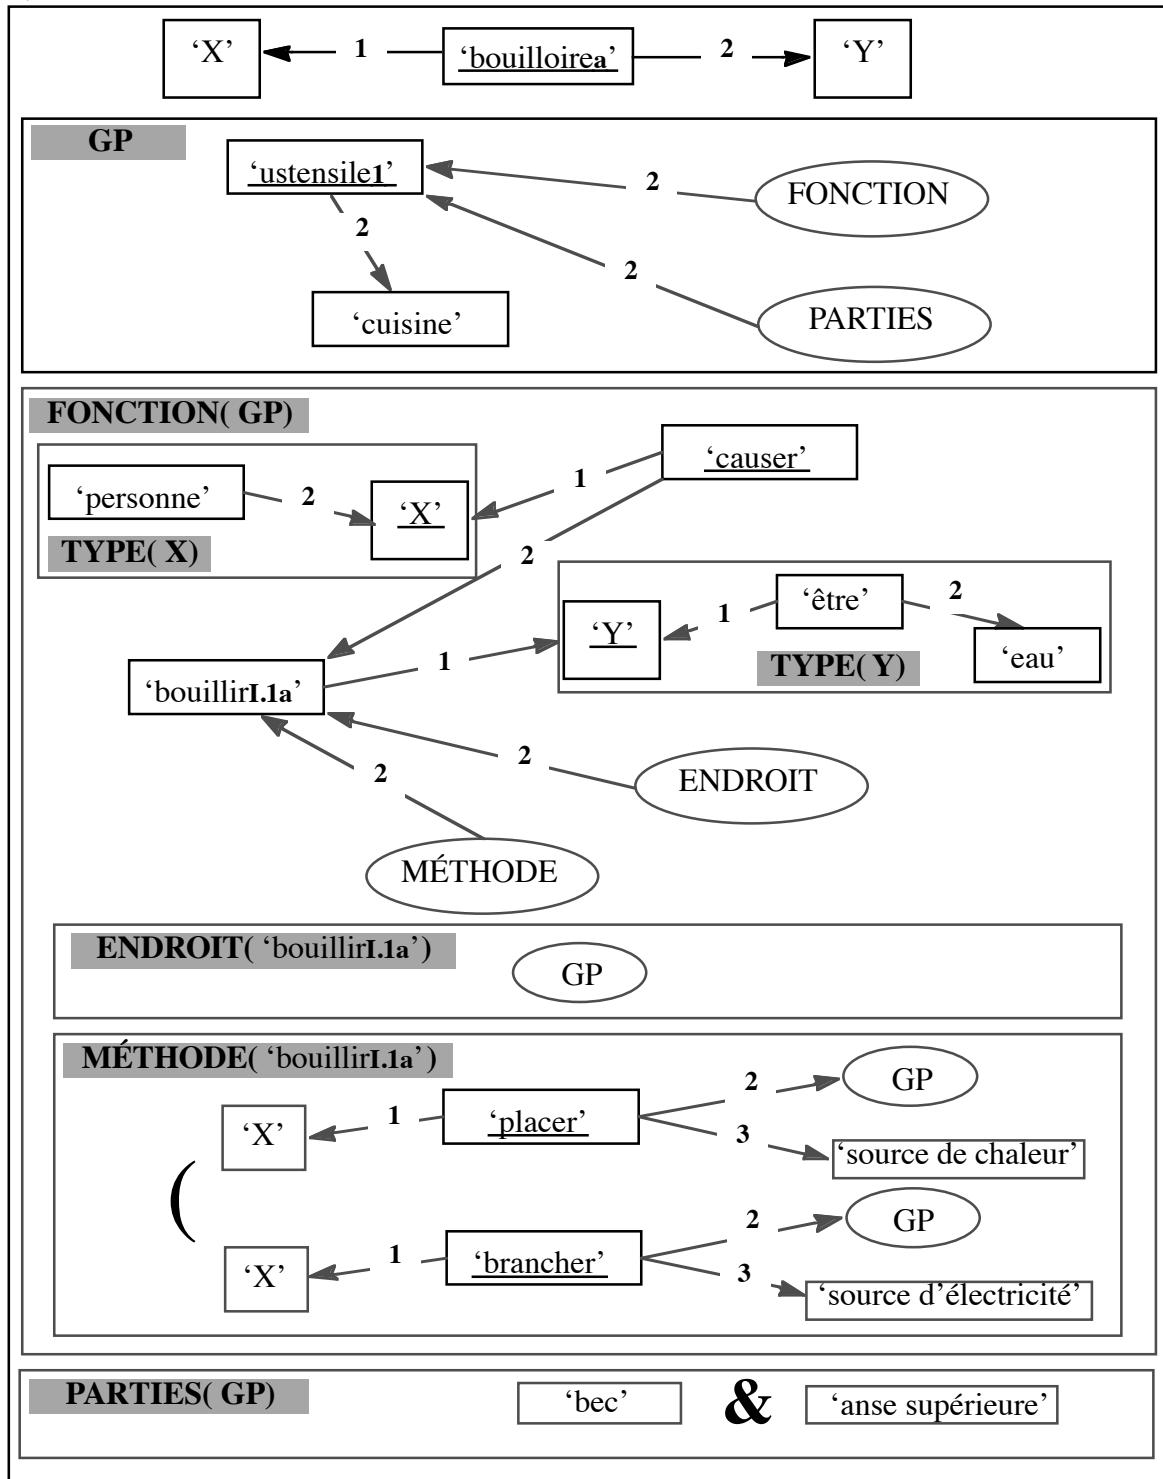 ‘X’ 1 ‘bouilloirea’ 2 ‘Y’
GP
‘ustensile1’ 2 FONCTION
2
2
‘cuisine’ PARTIES
FONCTION( GP)
‘causer’
‘personne’ 2 ‘X’ 1
TYPE( X)
2
‘Y’ 1 ‘être’ 2
‘bouillirI.1a’ 1 TYPE( Y) ‘eau’
2
2
ENDROIT
MÉTHODE
ENDROIT( ‘bouillirI.1a’ )
GP
MÉTHODE( ‘bouillirI.1a’ )
‘X’ 1 ‘placer’ 2 GP
3 ‘source de chaleur’
(
‘X’ 1 ‘brancher’ 2 GP
3 ‘source d’électricité’
PARTIES( GP) ‘bec’ & ‘anse supérieure’